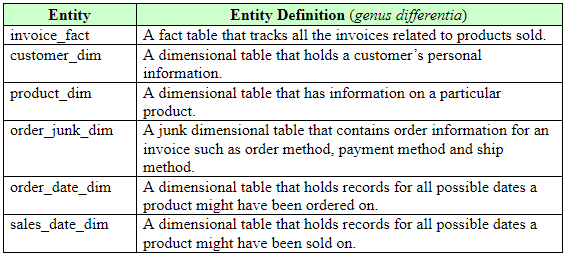 Entity Entity Definition (genus differentia)
invoice_fact A fact table that tracks all the invoices related to products sold.
customer_dim A dimensional table that holds a customer's personal
information.
product_dim A dimensional table that has information on a particular
product.
order_junk_dim A junk dimensional table that contains order information for an
invoice such as order method, payment method and ship
method.
order_date_dim A dimensional table that holds records for all possible dates a
product might have been ordered on.
sales_date_dim A dimensional table that holds records for all possible dates a
product might have been sold on.